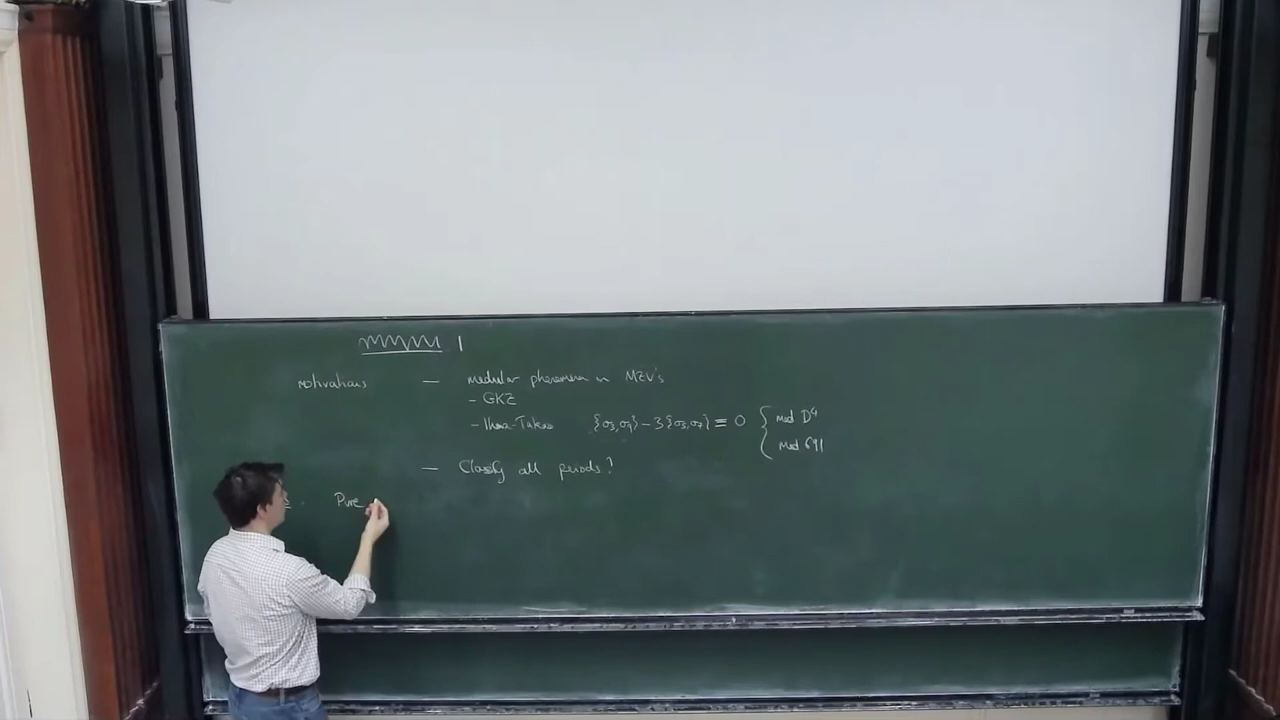 MMMVVI 1
motivations — modular phenomena in MZV's
- GKZ
- Ihara-Takao {σ₃,σ₉} - 3{σ₅,σ₇} ≡ 0 { mod D⁴
mod 691
— Classify all periods?
Pure